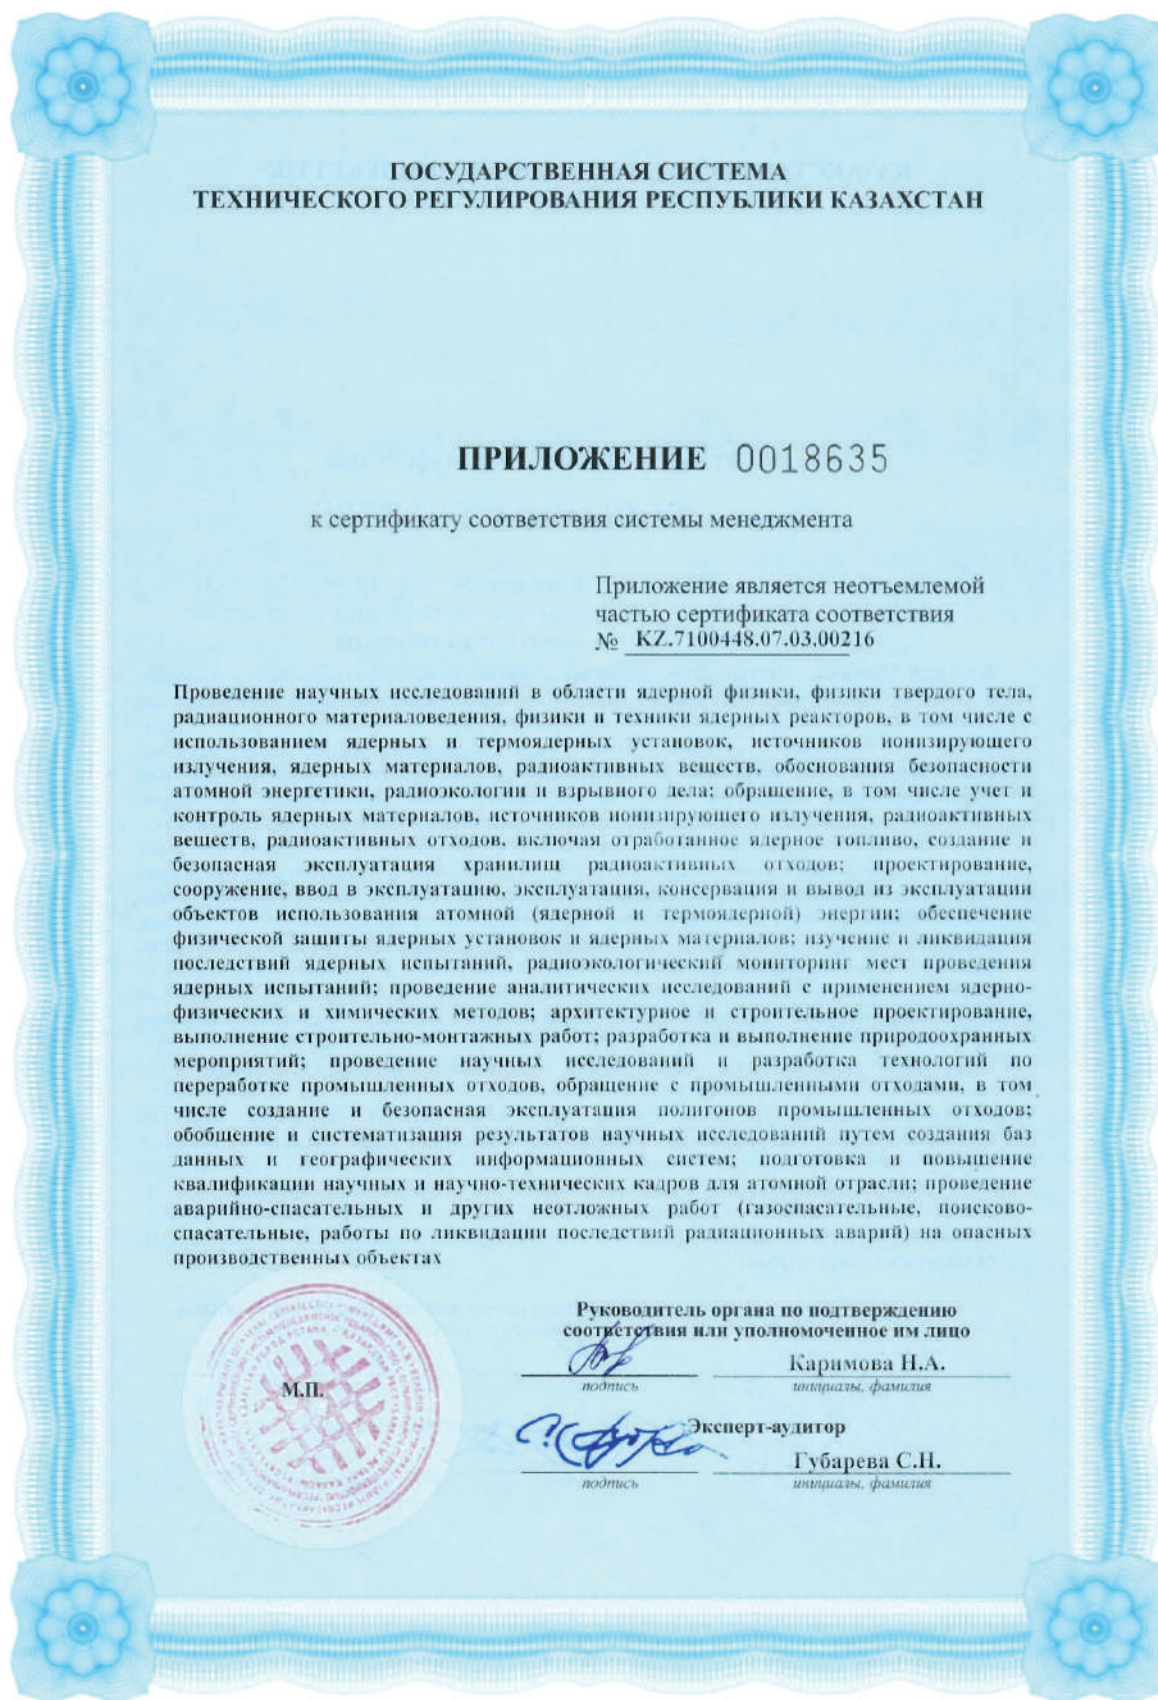 ГОСУДАРСТВЕННАЯ СИСТЕМА
ТЕХНИЧЕСКОГО РЕГУЛИРОВАНИЯ РЕСПУБЛИКИ КАЗАХСТАН
ПРИЛОЖЕНИЕ 0018635
к сертификату соответствия системы менеджмента
Приложение является неотъемлемой
частью сертификата соответствия
№ KZ.7100448.07.03.00216
Проведение научных исследований в области ядерной физики, физики твердого тела,
радиационного материаловедения, физики и техники ядерных реакторов, в том числе с
использованием ядерных и термоядерных установок, источников ионизирующего
излучения, ядерных материалов, радиоактивных веществ, обоснования безопасности
атомной энергетики, радиоэкологии и взрывного дела; обращение, в том числе учет и
контроль ядерных материалов, источников ионизирующего излучения, радиоактивных
веществ, радиоактивных отходов, включая отработанное ядерное топливо, создание и
безопасная эксплуатация хранилищ радиоактивных отходов; проектирование,
сооружение, ввод в эксплуатацию, эксплуатация, консервация и вывод из эксплуатации
объектов использования атомной (ядерной и термоядерной) энергии; обеспечение
физической защиты ядерных установок и ядерных материалов; изучение и ликвидация
последствий ядерных испытаний, радиоэкологический мониторинг мест проведения
ядерных испытаний; проведение аналитических исследований с применением ядерно-
физических и химических методов; архитектурное и строительное проектирование,
выполнение строительно-монтажных работ; разработка и выполнение природоохранных
мероприятий; проведение научных исследований и разработка технологий по
переработке промышленных отходов, обращение с промышленными отходами, в том
числе создание и безопасная эксплуатация полигонов промышленных отходов;
обобщение и систематизация результатов научных исследований путем создания баз
данных и географических информационных систем; подготовка и повышение
квалификации научных и научно-технических кадров для атомной отрасли; проведение
аварийно-спасательных и других неотложных работ (газоспасательные, поисково-
спасательные, работы по ликвидации последствий радиационных аварий) на опасных
производственных объектах
Руководитель органа по подтверждению
соответствия или уполномоченное им лицо
Каримова Н.А.
подпись инициалы, фамилия
М.П.
Эксперт-аудитор
Губарева С.Н.
подпись инициалы, фамилия